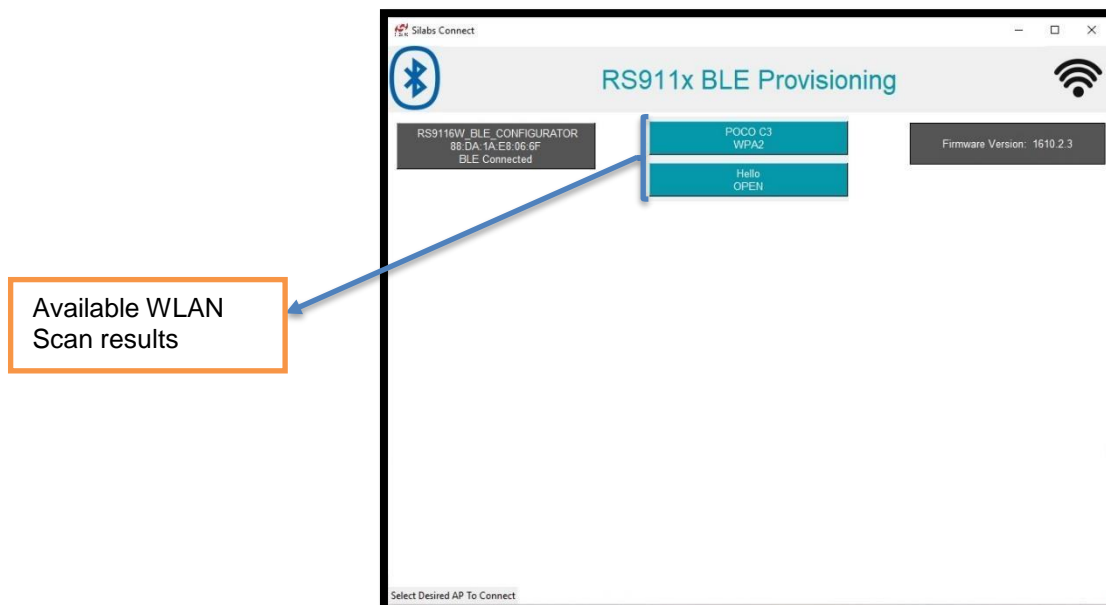 Silabs Connect
RS911x BLE Provisioning
RS9116W_BLE_CONFIGURATOR
88:DA:1A:E8:06:6F
BLE Connected
POCO C3
WPA2
Hello
OPEN
Firmware Version: 1610.2.3
Available WLAN
Scan results
Select Desired AP To Connect